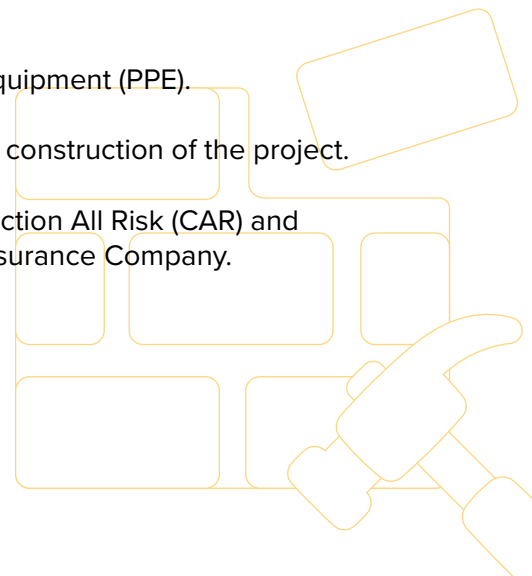 quipment (PPE).
construction of the project.
ction All Risk (CAR) and
surance Company.